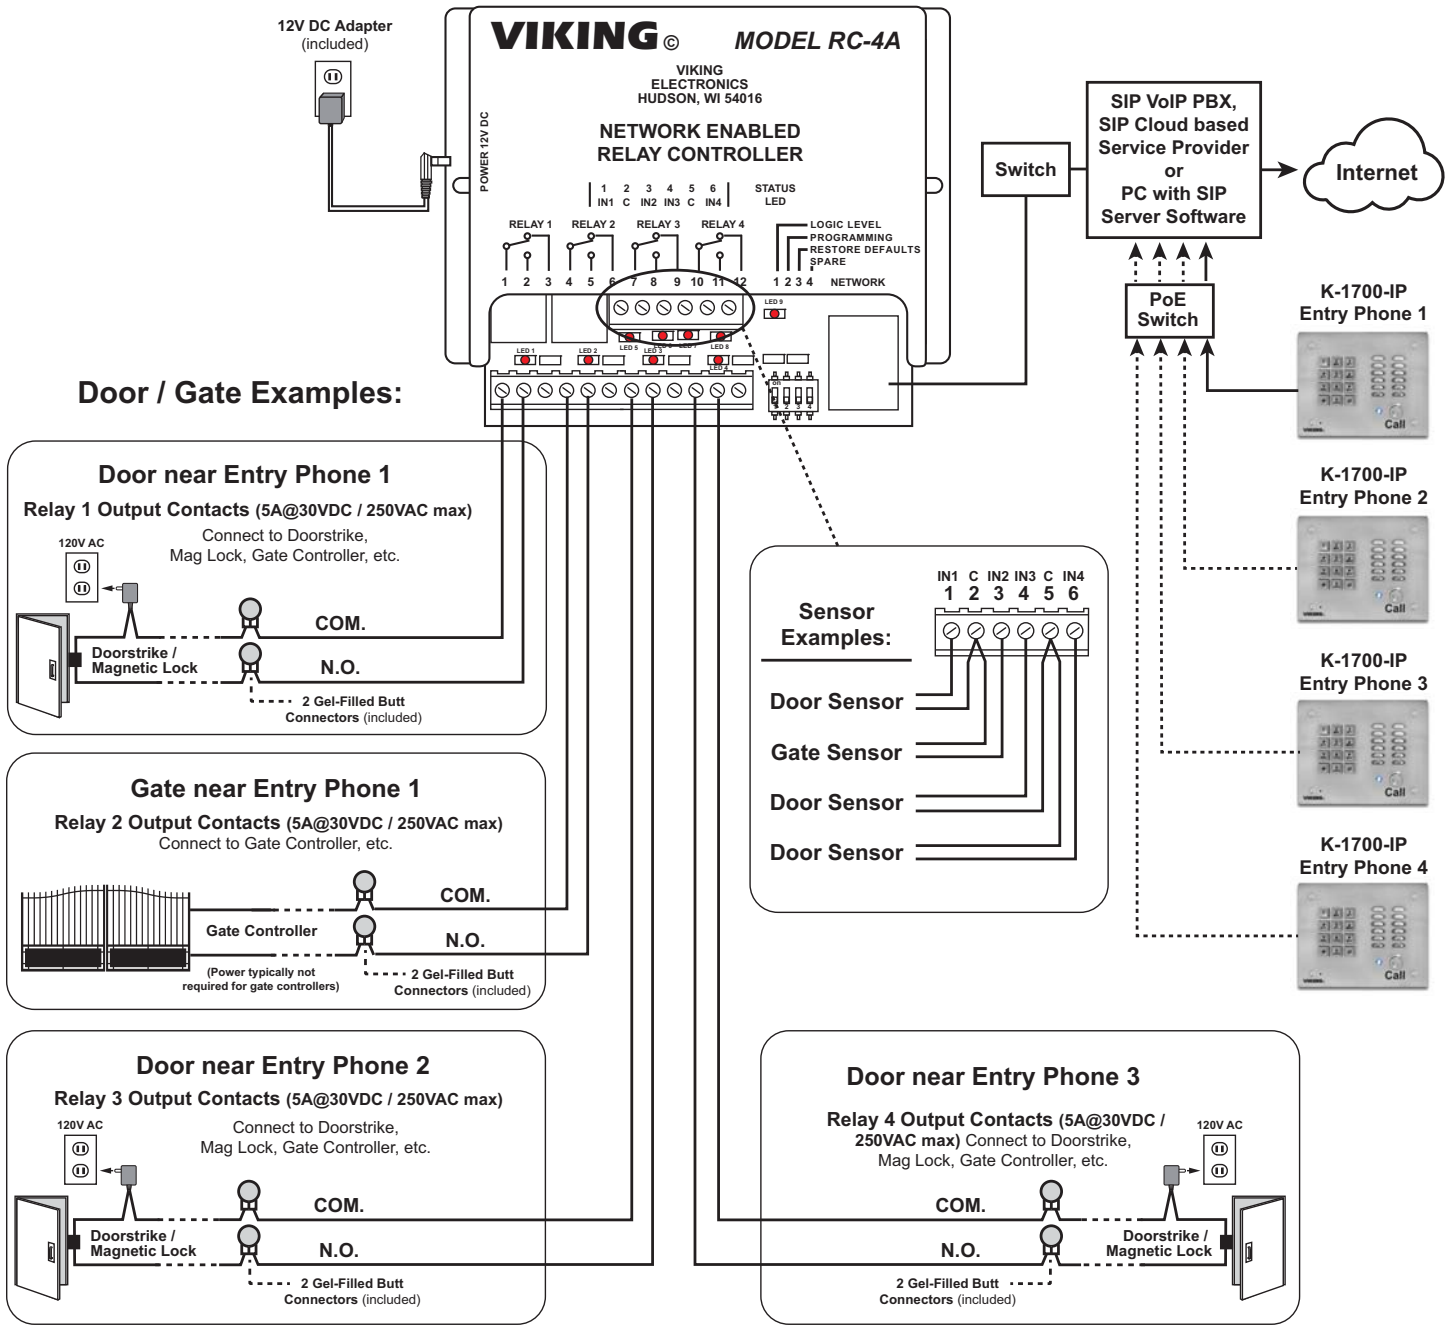 12V DC Adapter
(included)
VIKING©
MODEL RC-4A
VIKING
ELECTRONICS
HUDSON, WI 54016
NETWORK ENABLED
RELAY CONTROLLER
POWER 12V DC
1 2 3 4 5 6
IN1 C IN2 IN3 C IN4
STATUS
LED
RELAY 1 RELAY 2 RELAY 3 RELAY 4
LOGIC LEVEL
PROGRAMMING
RESTORE DEFAULTS
SPARE
1 2 3 4 5 6 7 8 9 10 11 12
1 2 3 4
NETWORK
LED 9
LED 5 LED 8
LED 1 LED 2 LED 3
LED 4
on
2 3 4
Switch
SIP VoIP PBX,
SIP Cloud based
Service Provider
or
PC with SIP
Server Software
Internet
PoE
Switch
K-1700-IP
Entry Phone 1
Call
VIKING
K-1700-IP
Entry Phone 2
Call
VIKING
K-1700-IP
Entry Phone 3
Call
VIKING
K-1700-IP
Entry Phone 4
Call
VIKING
Door / Gate Examples:
Door near Entry Phone 1
Relay 1 Output Contacts (5A@30VDC / 250VAC max)
Connect to Doorstrike,
Mag Lock, Gate Controller, etc.
120V AC
COM.
Doorstrike /
Magnetic Lock
N.O.
2 Gel-Filled Butt
Connectors (included)
Gate near Entry Phone 1
Relay 2 Output Contacts (5A@30VDC / 250VAC max)
Connect to Gate Controller, etc.
COM.
Gate Controller
N.O.
(Power typically not
required for gate controllers)
2 Gel-Filled Butt
Connectors (included)
Door near Entry Phone 2
Relay 3 Output Contacts (5A@30VDC / 250VAC max)
Connect to Doorstrike,
Mag Lock, Gate Controller, etc.
120V AC
COM.
Doorstrike /
Magnetic Lock
N.O.
2 Gel-Filled Butt
Connectors (included)
Sensor
Examples:
IN1 C IN2 IN3 C IN4
1 2 3 4 5 6
Door Sensor
Gate Sensor
Door Sensor
Door Sensor
Door near Entry Phone 3
Relay 4 Output Contacts (5A@30VDC /
250VAC max) Connect to Doorstrike,
Mag Lock, Gate Controller, etc.
120V AC
COM.
N.O.
Doorstrike /
Magnetic Lock
2 Gel-Filled Butt
Connectors (included)